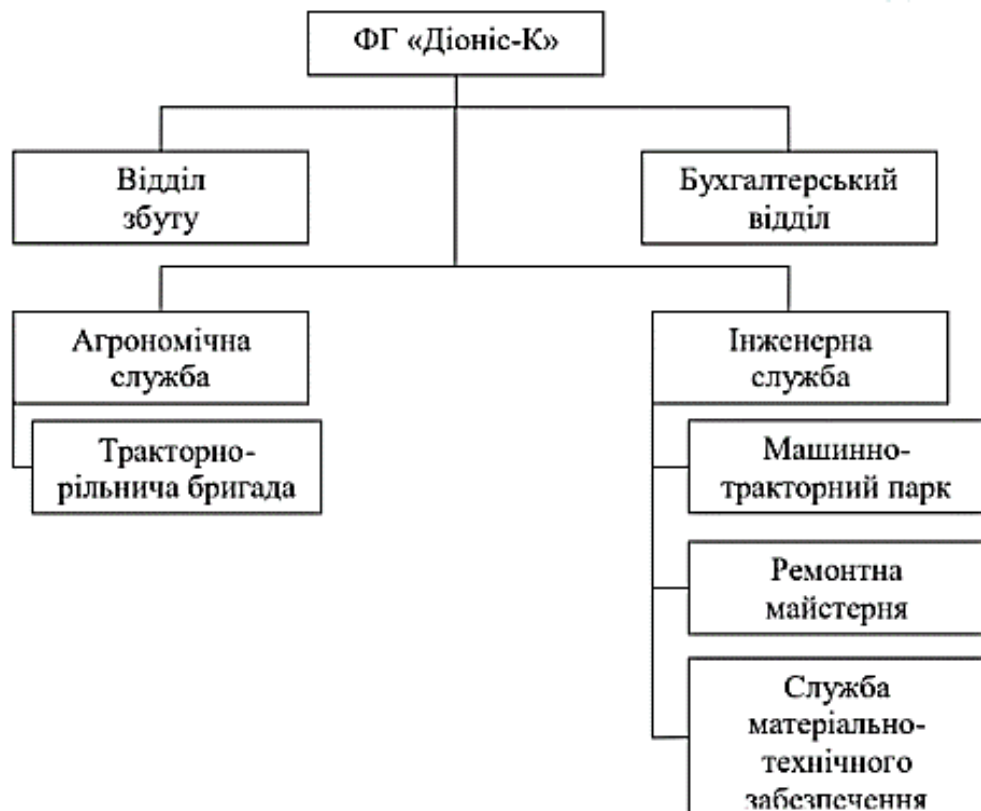 ФГ «Діоніс-К»
Відділ
збуту
Бухгалтерський
відділ
Агрономічна
служба
Інженерна
служба
Тракторно-
рільнича бригада
Машинно-
тракторний парк
Ремонтна
майстерня
Служба
матеріально-
технічного
забезпечення